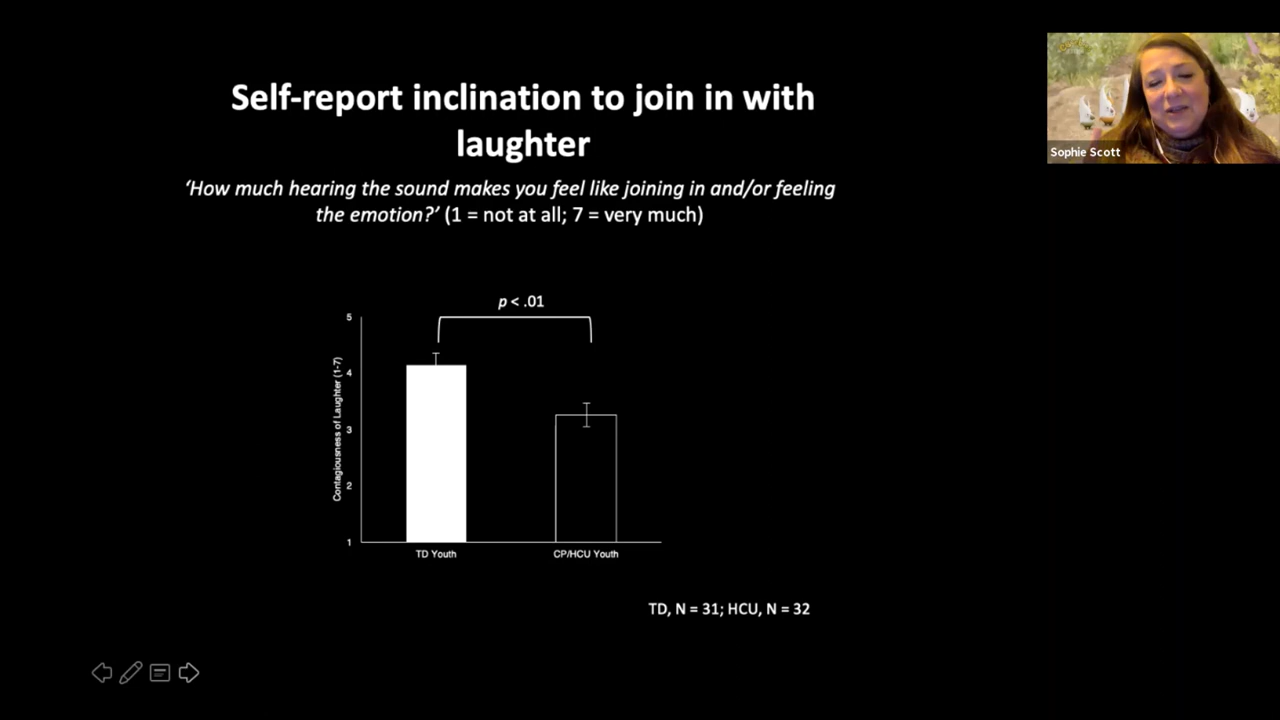 Self-report inclination to join in with
laughter
‘How much hearing the sound makes you feel like joining in and/or feeling
the emotion?’ (1 = not at all; 7 = very much)
Sophie Scott
p < .01
Contagiousness of Laughter (1-7)
5
4
3
2
1
TD Youth
CP/HCU Youth
TD, N = 31; HCU, N = 32